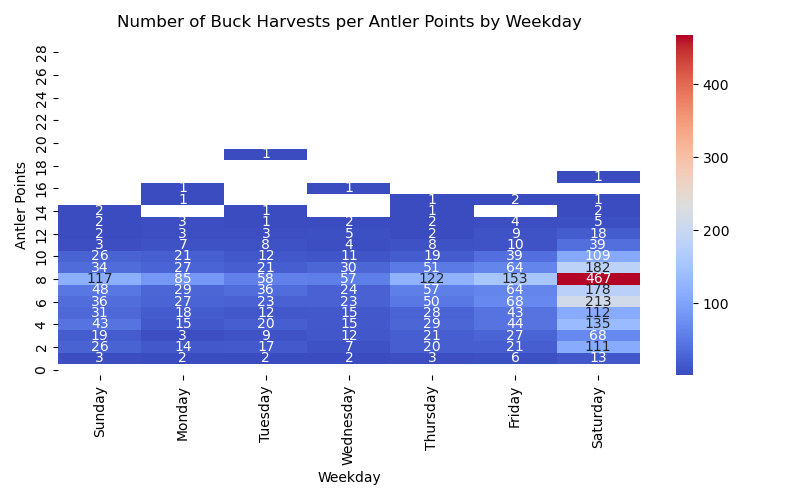 Number of Buck Harvests per Antler Points by Weekday
Antler Points
28
26
24
22
20
1
18
1
16 1 1
1 1 2 1
14 2 1 1 2
2 3 1 2 2 4 5
12 2 3 3 5 2 9 18
3 7 8 4 8 10 39
10 26 21 12 11 19 39 109
34 27 21 30 51 64 182
8 117 85 58 57 122 153 467
48 29 36 24 57 64 178
6 36 27 23 23 50 68 213
31 18 12 15 28 43 112
4 43 15 20 15 29 44 135
19 3 9 12 21 27 68
2 26 14 17 7 20 21 111
3 2 2 2 3 6 13
0
Sunday Monday Tuesday Wednesday Thursday Friday Saturday
Weekday
400
300
200
100